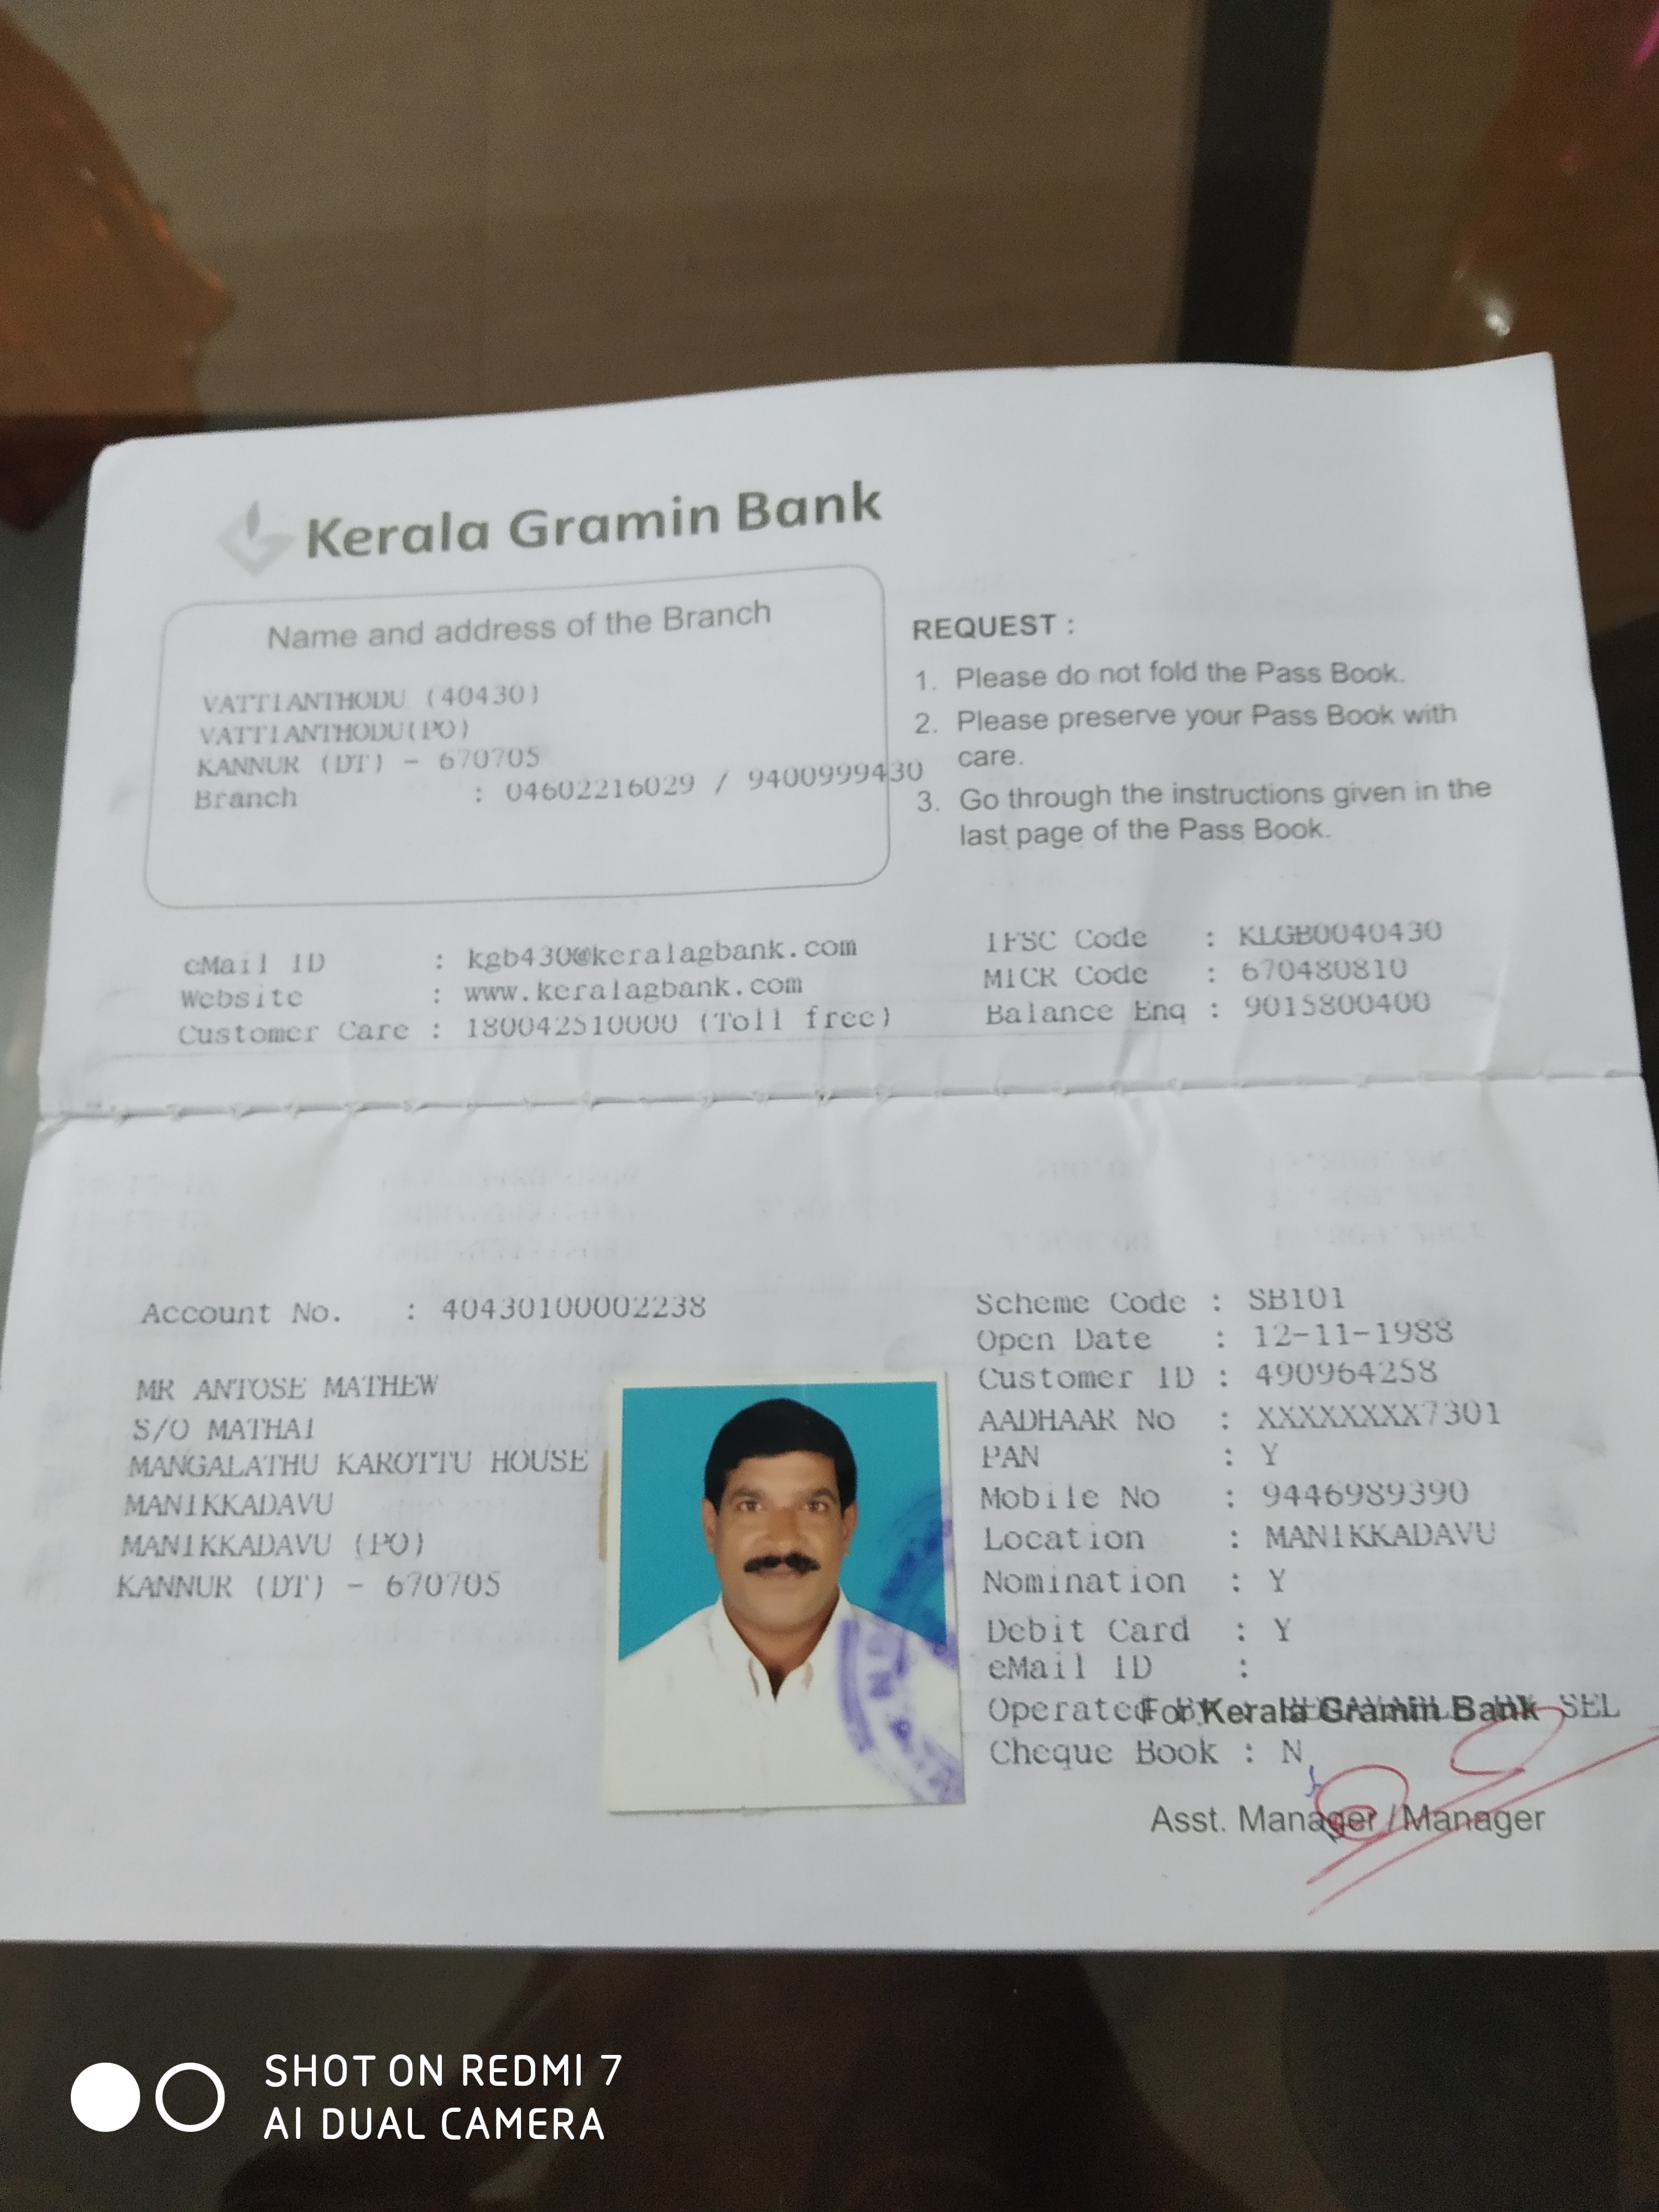 Kerala Gramin Bank
Name and address of the Branch
VATTIANTHODU (40430)
VATTIANTHODU(PO)
KANNUR (DT) - 670705
Branch : 04602216029 / 9400999430
REQUEST :
1. Please do not fold the Pass Book.
2. Please preserve your Pass Book with
care.
3. Go through the instructions given in the
last page of the Pass Book.
eMail ID : kgb430@keralagbank.com
Website : www.keralagbank.com
Customer Care : 180042510000 (Toll free)
IFSC Code : KLGB0040430
MICR Code : 670480810
Balance Enq : 9015800400
Account No. : 40430100002238
MR ANTOSE MATHEW
S/O MATHAI
MANGALATHU KAROTTU HOUSE
MANIKKADAVU
MANIKKADAVU (PO)
KANNUR (DT) - 670705
Scheme Code : SB101
Open Date : 12-11-1988
Customer ID : 490964258
AADHAAR No : XXXXXXXX7301
PAN : Y
Mobile No : 9446989390
Location : MANIKKADAVU
Nomination : Y
Debit Card : Y
eMail ID :
Operated SEL
For Kerala Gramin Bank
Cheque Book : N
Asst. Manager / Manager
SHOT ON REDMI 7
AI DUAL CAMERA